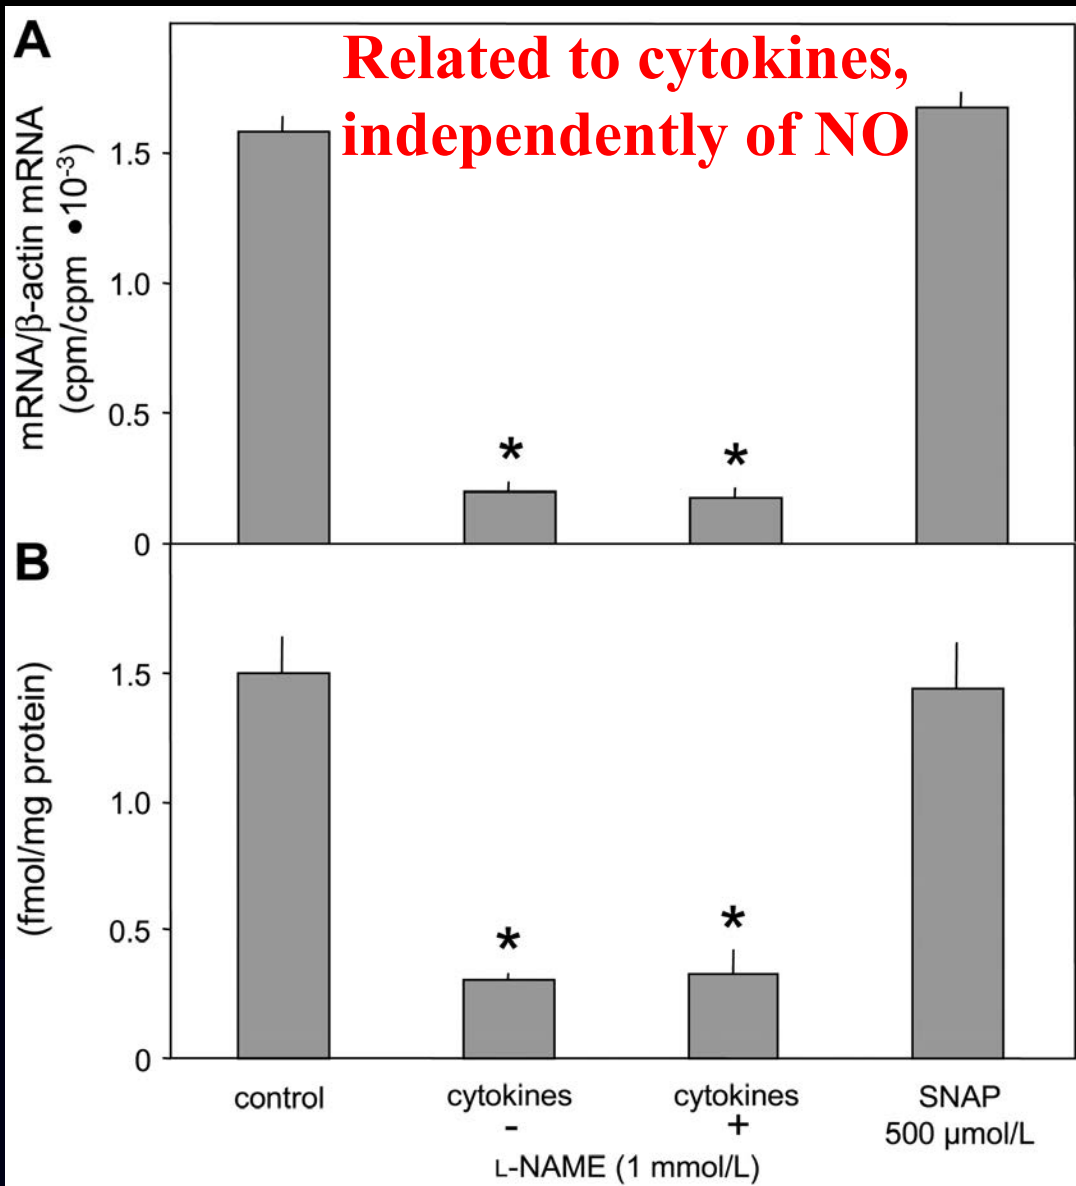 A
Related to cytokines,
independently of NO
mRNA/β-actin mRNA
(cpm/cpm •10-3)
1.5
1.0
0.5
0
*
*
B
(fmol/mg protein)
1.5
1.0
0.5
0
*
*
control
cytokines
cytokines
SNAP
-
+
500 μmol/L
L-NAME (1 mmol/L)